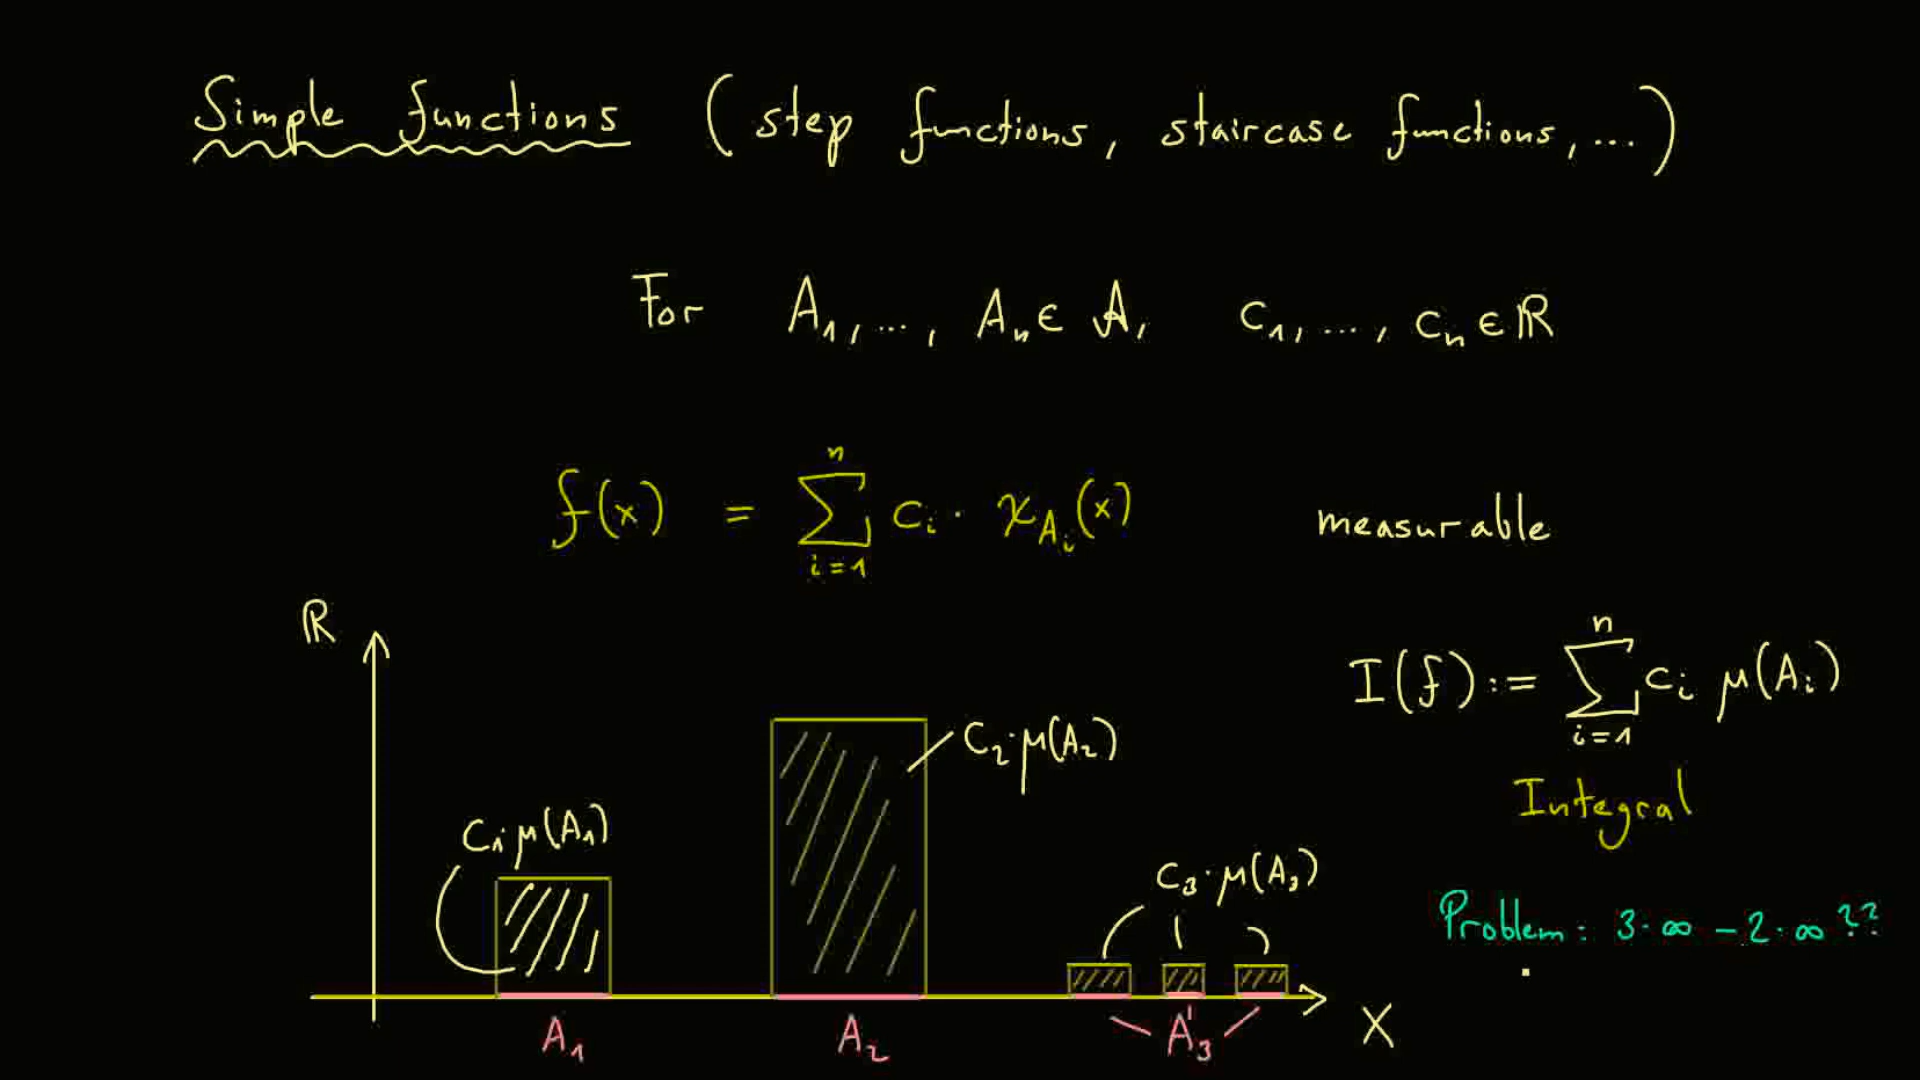 Simple functions (step functions, staircase functions, ...)
For A₁, ..., Aₙ ∈ 𝒜, c₁, ..., cₙ ∈ ℝ
f(x) = ∑ᵢ₌₁ⁿ cᵢ · χ_{Aᵢ}(x) measurable
ℝ
I(f) := ∑ᵢ₌₁ⁿ cᵢ μ(Aᵢ)
Integral
C₂·μ(A₂)
C₁·μ(A₁)
C₃·μ(A₃)
Problem: 3·∞ - 2·∞ ??
A₁ A₂ A₃ X